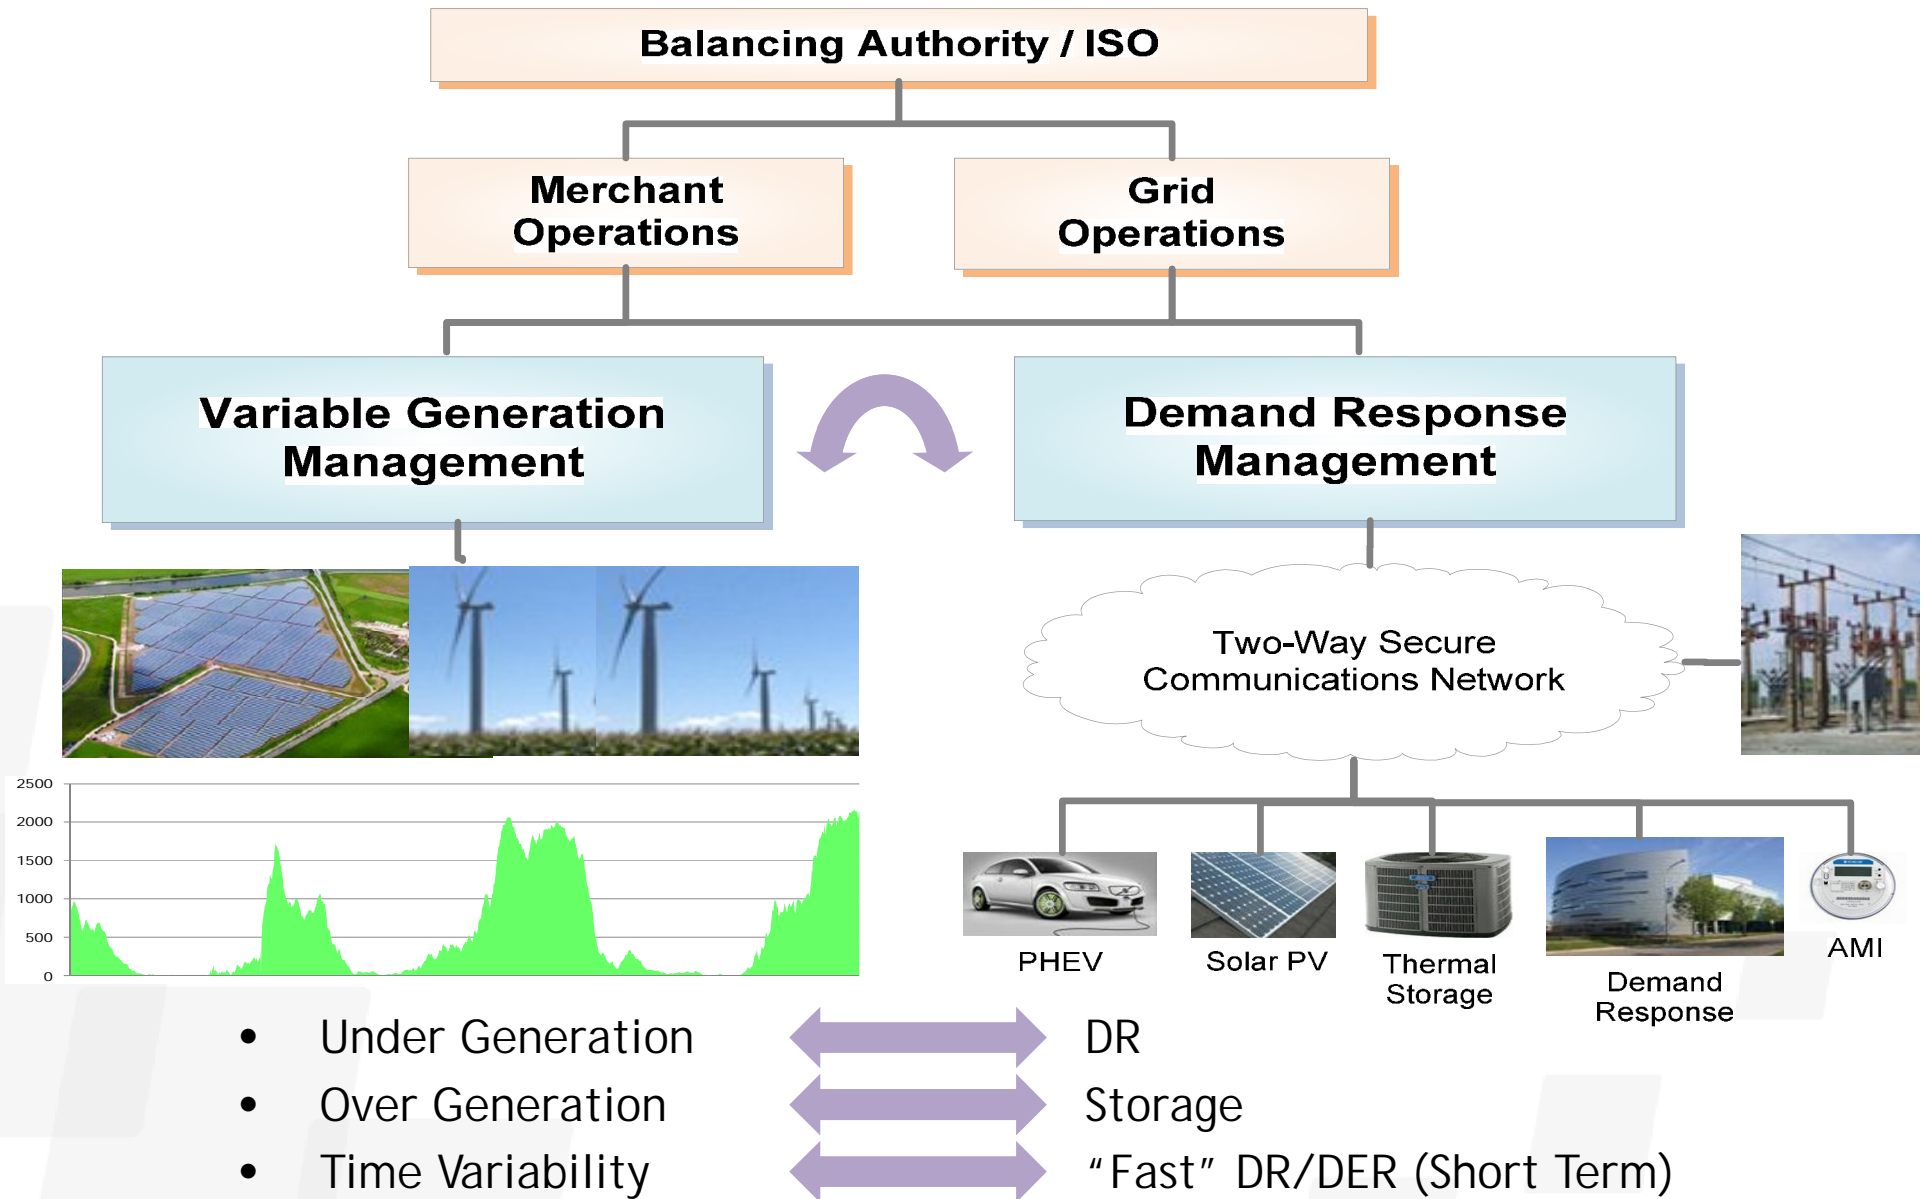 Balancing Authority / ISO
Merchant
Operations
Grid
Operations
Variable Generation
Management
Demand Response
Management
Two-Way Secure
Communications Network
2500
2000
1500
1000
500
0
PHEV
Solar PV
Thermal
Storage
Demand
Response
AMI
• Under Generation
DR
• Over Generation
Storage
• Time Variability
“Fast” DR/DER (Short Term)